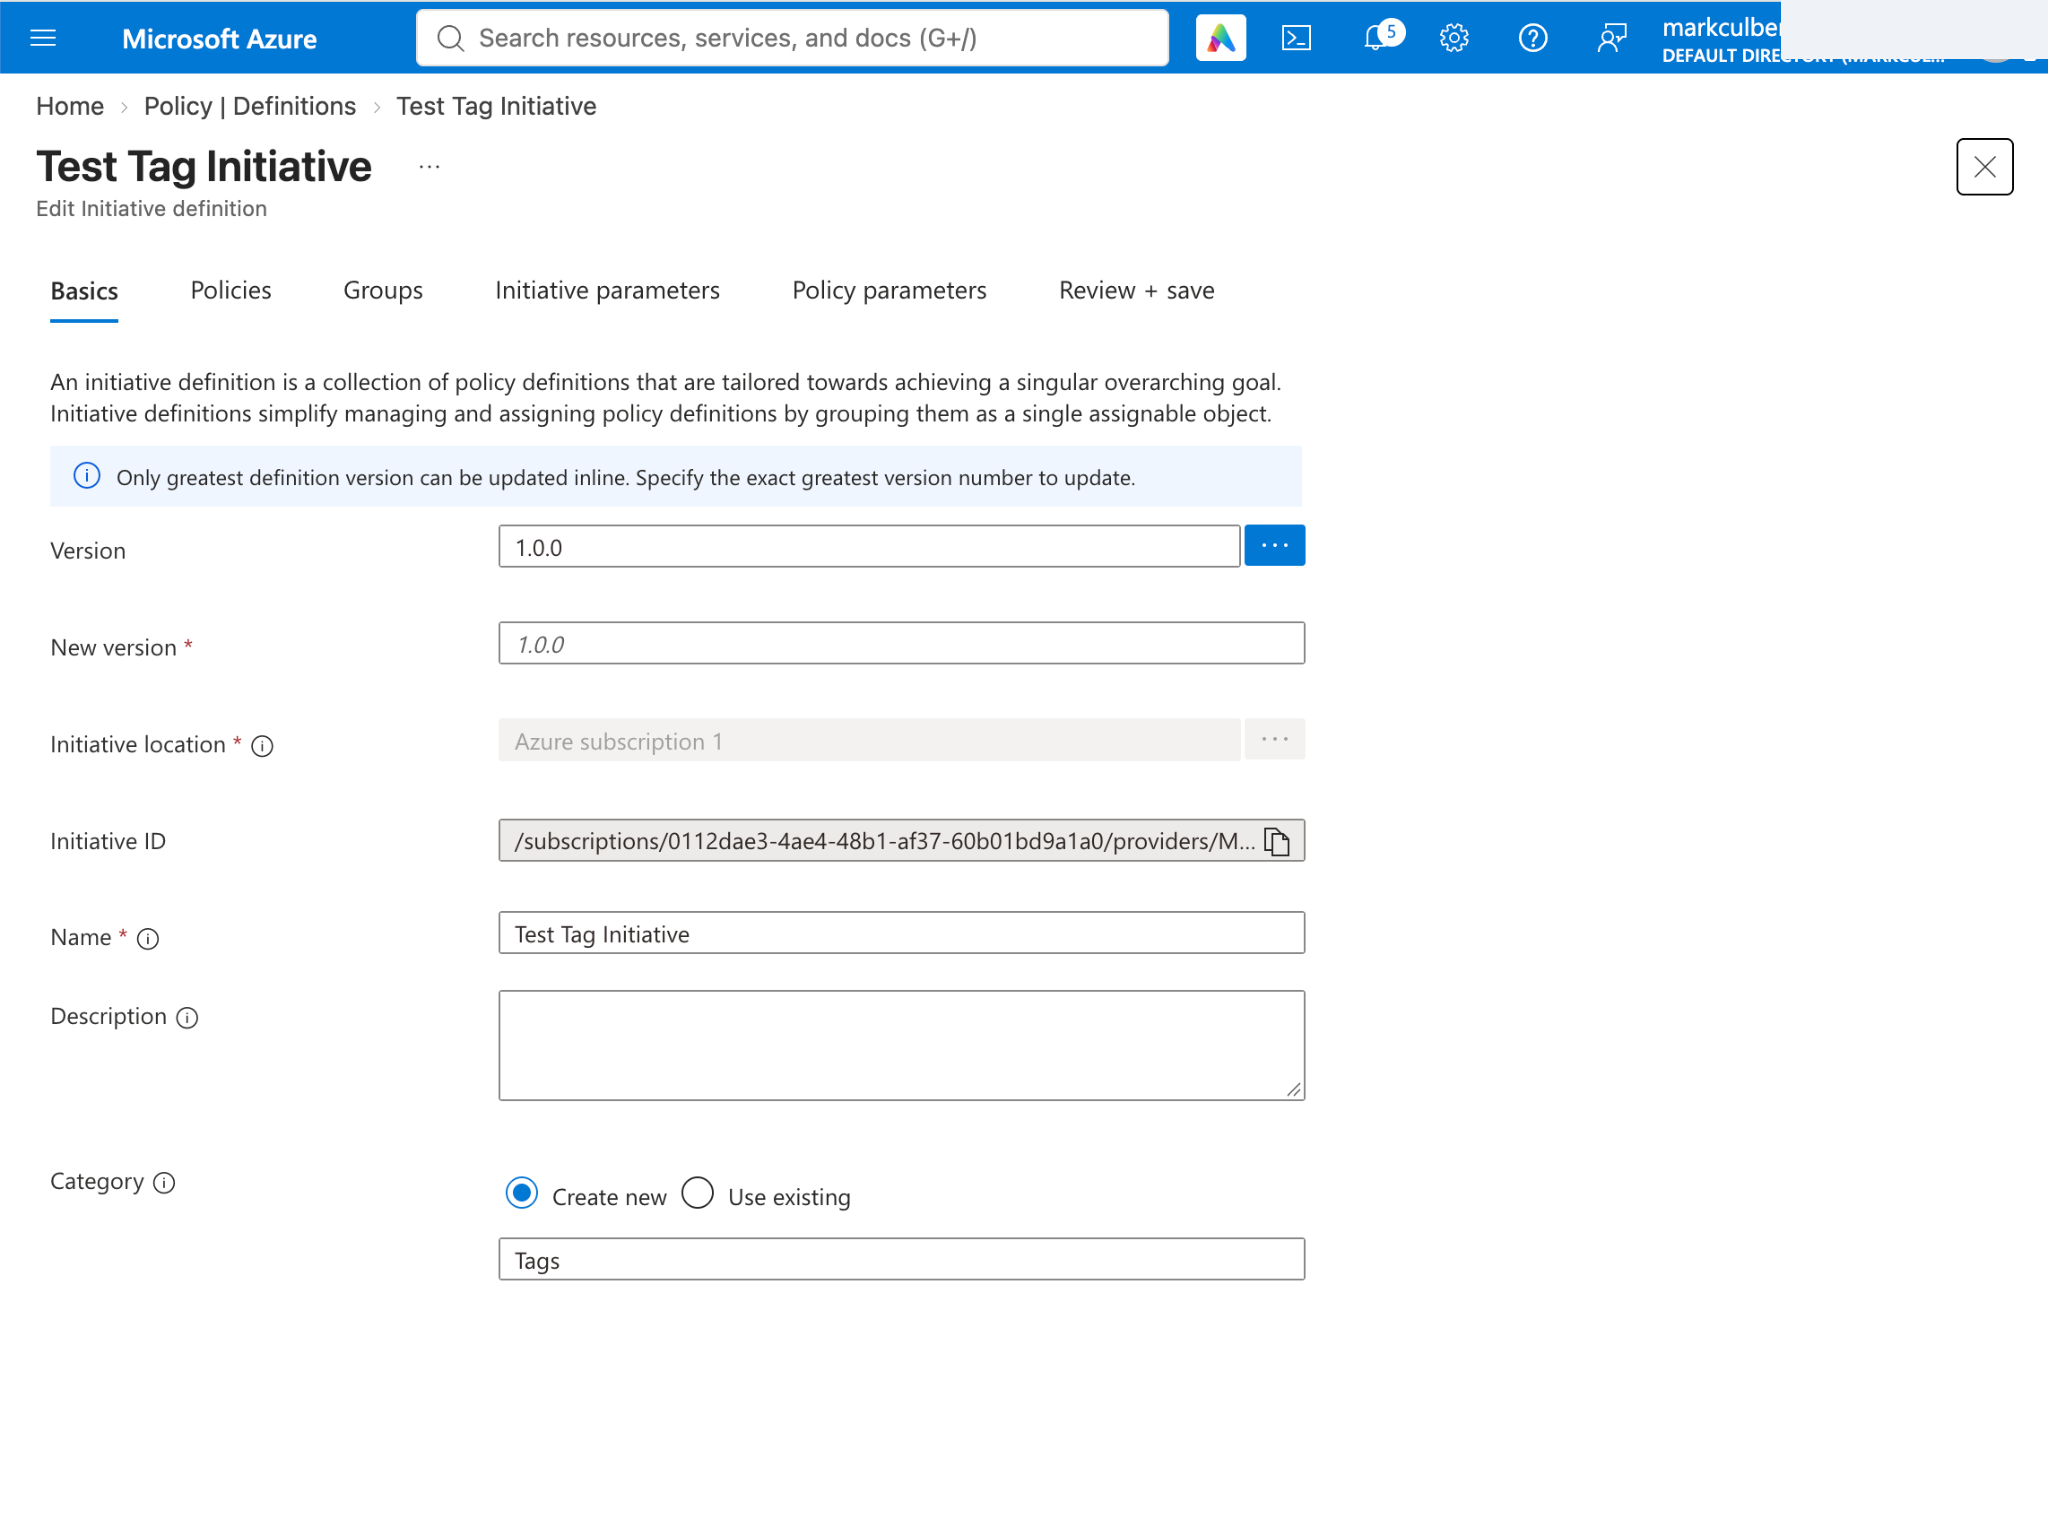 Microsoft Azure
Search resources, services, and docs (G+/)
5
markculber
DEFAULT DIRECTORY (MARKCUL...
Home > Policy | Definitions > Test Tag Initiative
Test Tag Initiative ...
Edit Initiative definition
Basics Policies Groups Initiative parameters Policy parameters Review + save
An initiative definition is a collection of policy definitions that are tailored towards achieving a singular overarching goal.
Initiative definitions simplify managing and assigning policy definitions by grouping them as a single assignable object.
Only greatest definition version can be updated inline. Specify the exact greatest version number to update.
Version
1.0.0
...
New version *
1.0.0
Initiative location *
Azure subscription 1
...
Initiative ID
/subscriptions/0112dae3-4ae4-48b1-af37-60b01bd9a1a0/providers/M...
Name *
Test Tag Initiative
Description
Category
Create new Use existing
Tags